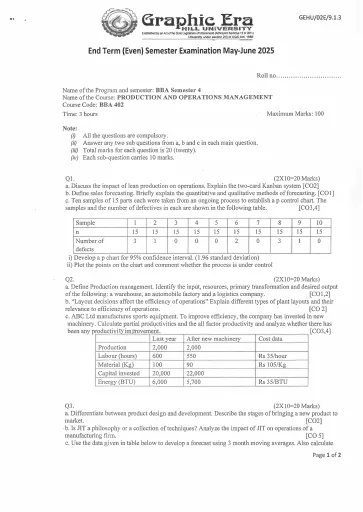 GEHU/02E/9.1.3
Graphic Era
HILL UNIVERSITY
End Term (Even) Semester Examination May-June 2025
Roll no..............................
Name of the Program and semester: BBA Semester 4
Name of the Course: PRODUCTION AND OPERATIONS MANAGEMENT
Course Code: BBA 402
Time: 3 hours Maximum Marks: 100
Note:
(i) All the questions are compulsory.
(ii) Answer any two sub questions from a, b and c in each main question.
(iii) Total marks for each question is 20 (twenty).
(iv) Each sub-question carries 10 marks.
Q1. (2X10=20 Marks)
a. Discuss the impact of lean production on operations. Explain the two-card Kanban system [CO2]
b. Define sales forecasting. Briefly explain the quantitative and qualitative methods of forecasting. [CO1]
c. Ten samples of 15 parts each were taken from an ongoing process to establish a p control chart. The
samples and the number of defectives in each are shown in the following table. [CO3,4]
Sample 1 2 3 4 5 6 7 8 9 10
n 15 15 15 15 15 15 15 15 15 15
Number of defects 3 1 0 0 0 2 0 3 1 0
i) Develop a p chart for 95% confidence interval. (1.96 standard deviation)
ii) Plot the points on the chart and comment whether the process is under control
Q2. (2X10=20 Marks)
a. Define Production management. Identify the input, resources, primary transformation and desired output
of the following: a warehouse, an automobile factory and a logistics company. [CO1,2]
b. "Layout decisions affect the efficiency of operations" Explain different types of plant layouts and their
relevance to efficiency of operations. [CO 2]
c. ABC Ltd manufactures sports equipment. To improve efficiency, the company has invested in new
machinery. Calculate partial productivities and the all factor productivity and analyze whether there has
been any productivity improvement. [CO3,4]
Last year After new machinery Cost data
Production 2,000 2,000
Labour (hours) 600 550 Rs 35/hour
Material (Kg) 100 90 Rs 105/Kg
Capital invested 20,000 22,000
Energy (BTU) 6,000 5,700 Rs 35/BTU
Q3. (2X10=20 Marks)
a. Differentiate between product design and development. Describe the stages of bringing a new product to
market. [CO2]
b. Is JIT a philosophy or a collection of techniques? Analyze the impact of JIT on operations of a
manufacturing firm. [CO 5]
c. Use the data given in table below to develop a forecast using 3 month moving averages. Also calculate
Page 1 of 2